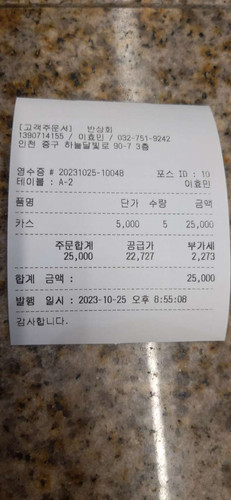 [고객주문서] 반상회
1390714155 / 이효민 / 032-751-9242
인천 중구 하늘달빛로 90-7 3층
영수증 # 20231025-10048 포스 ID : 10
테이블 : A-2 이효민
품명 단가 수량 금액
카스 5,000 5 25,000
주문합계 공급가 부가세
25,000 22,727 2,273
합계 금액 : 25,000
발행 일시 : 2023-10-25 오후 8:55:08
감사합니다.